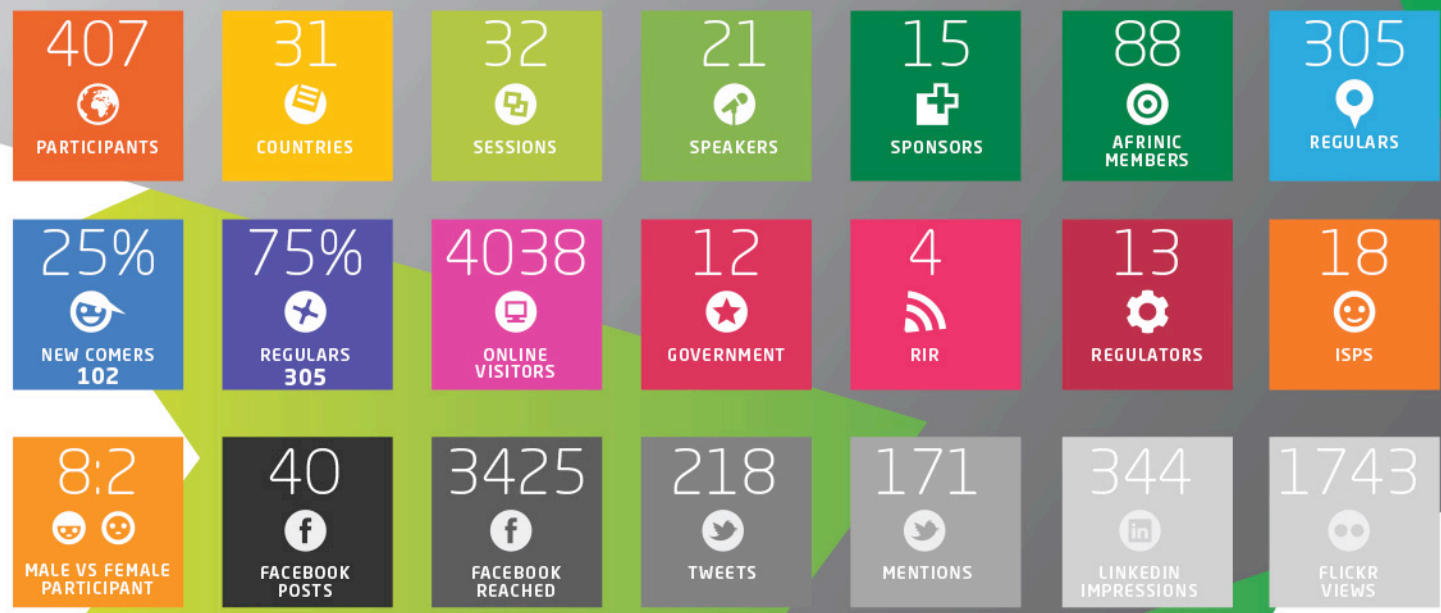 407
PARTICIPANTS
31
COUNTRIES
32
SESSIONS
21
SPEAKERS
15
SPONSORS
88
AFRINIC
MEMBERS
305
REGULARS
25%
NEW COMERS
102
75%
REGULARS
305
4038
ONLINE
VISITORS
12
GOVERNMENT
4
RIR
13
REGULATORS
18
ISPS
8:2
MALE VS FEMALE
PARTICIPANT
40
f
FACEBOOK
POSTS
3425
f
FACEBOOK
REACHED
218
TWEETS
171
MENTIONS
344
in
LINKEDIN
IMPRESSIONS
1743
FLICKR
VIEWS